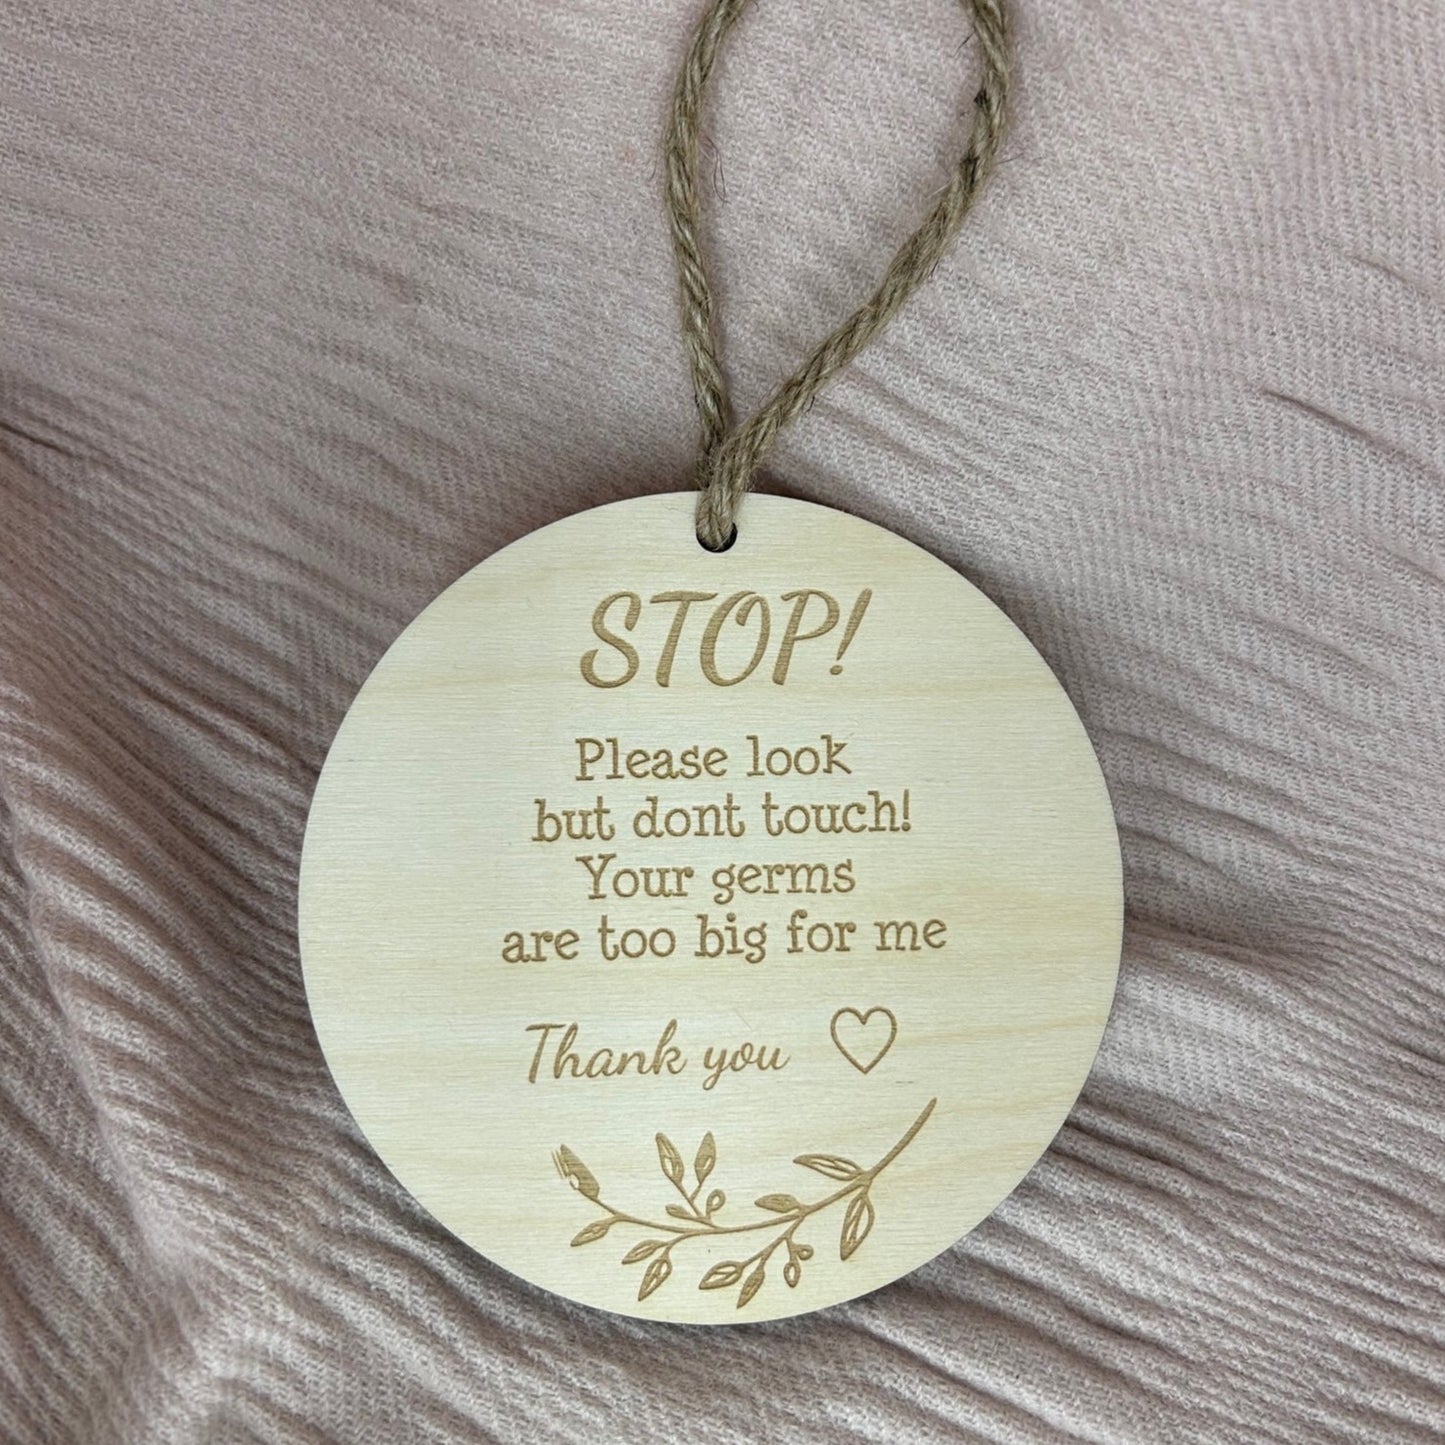 STOP!
Please look
but dont touch!
Your germs
are too big for me
Thank you